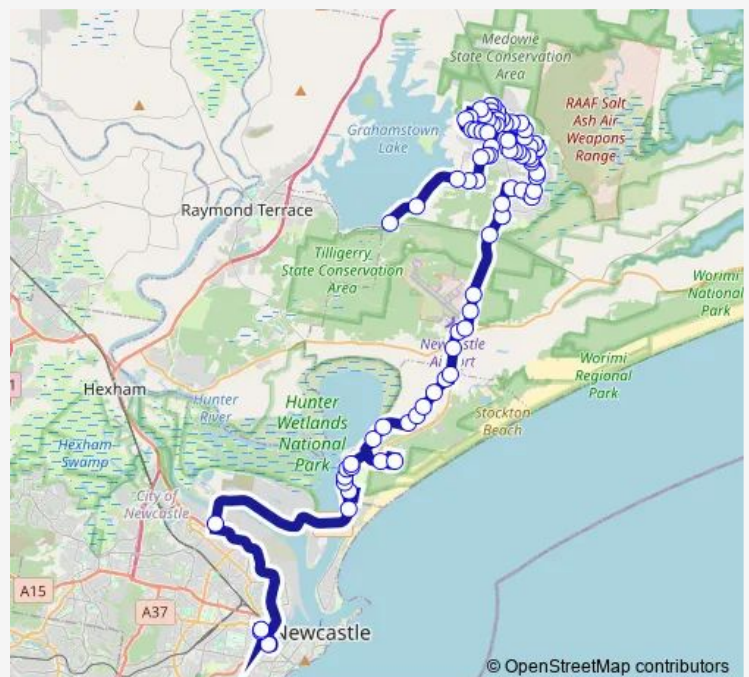 Medowie
State Conservation
Area
RAAF Salt
Ash Air
Weapons
Range
Grahamstown
Lake
Raymond Terrace
Tilligerry
State Conservation
Area
Worimi
National
Park
Newcastle
Airport
Worimi
Regional
Park
Hexham
Hunter
River
Hunter
Wetlands
National
Park
Stockton
Beach
Hexham
Swamp
City of
Newcastle
A15
A37
Newcastle
© OpenStreetMap contributors